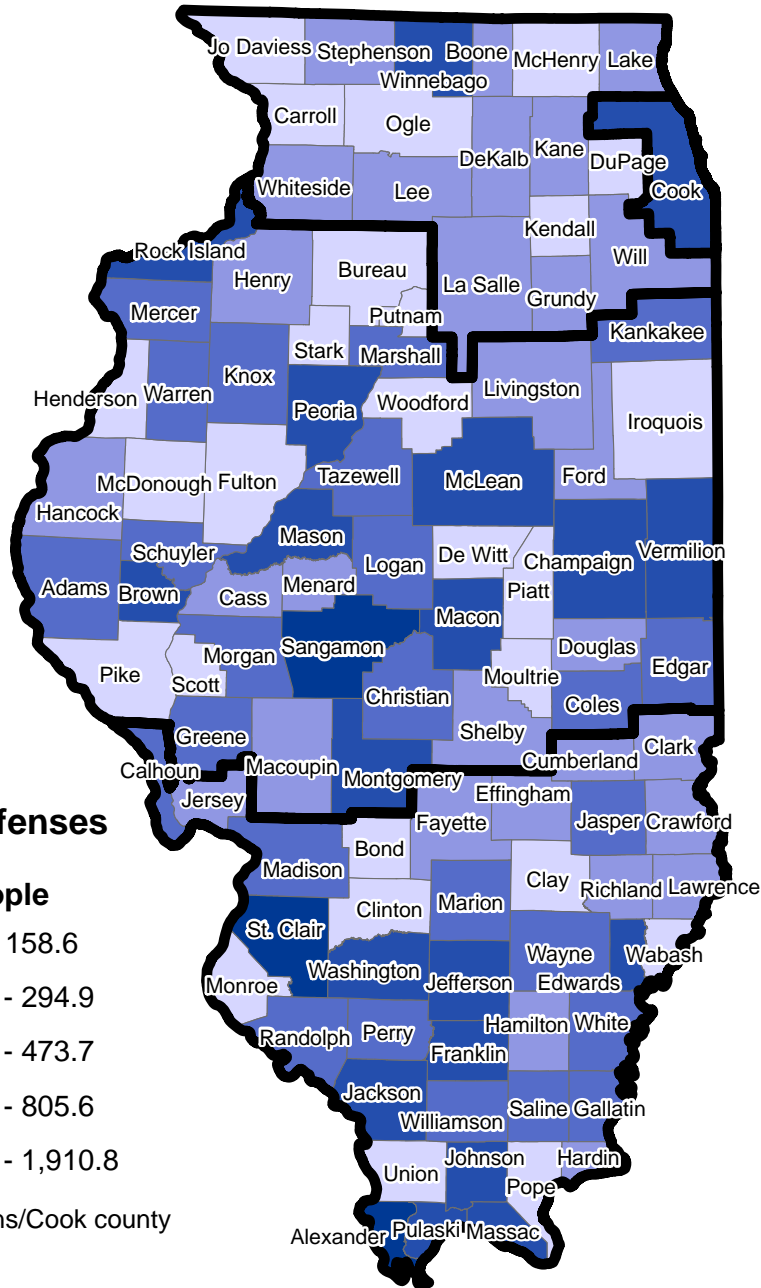 Jo Daviess
Stephenson
Winnebago
Boone
McHenry
Lake
Carroll
Ogle
DeKalb
Kane
DuPage
Cook
Whiteside
Lee
Kendall
Will
Rock Island
Henry
Bureau
La Salle
Grundy
Mercer
Putnam
Kankakee
Stark
Marshall
Knox
Henderson
Warren
Peoria
Woodford
Livingston
Iroquois
McDonough
Fulton
Tazewell
McLean
Ford
Hancock
Mason
Schuyler
Logan
De Witt
Champaign
Vermilion
Adams
Brown
Cass
Menard
Piatt
Macon
Sangamon
Morgan
Douglas
Pike
Scott
Moultrie
Edgar
Christian
Coles
Greene
Shelby
Calhoun
Macoupin
Cumberland
Clark
Montgomery
Jersey
Effingham
fenses
Fayette
Jasper
Crawford
Bond
Madison
Clay
Richland
Lawrence
ople
Marion
Clinton
St. Clair
158.6
Wayne
Wabash
Washington
Edwards
Jefferson
Monroe
- 294.9
Hamilton
White
Randolph
Perry
- 473.7
Franklin
Jackson
- 805.6
Williamson
Saline
Gallatin
- 1,910.8
Johnson
Hardin
Union
Pope
ns/Cook county
Alexander
Pulaski
Massac